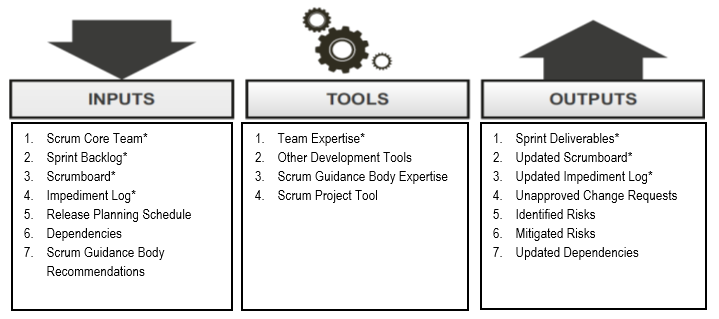 INPUTS
1. Scrum Core Team*
2. Sprint Backlog*
3. Scrumboard*
4. Impediment Log*
5. Release Planning Schedule
6. Dependencies
7. Scrum Guidance Body
Recommendations
TOOLS
1. Team Expertise*
2. Other Development Tools
3. Scrum Guidance Body Expertise
4. Scrum Project Tool
OUTPUTS
1. Sprint Deliverables*
2. Updated Scrumboard*
3. Updated Impediment Log*
4. Unapproved Change Requests
5. Identified Risks
6. Mitigated Risks
7. Updated Dependencies